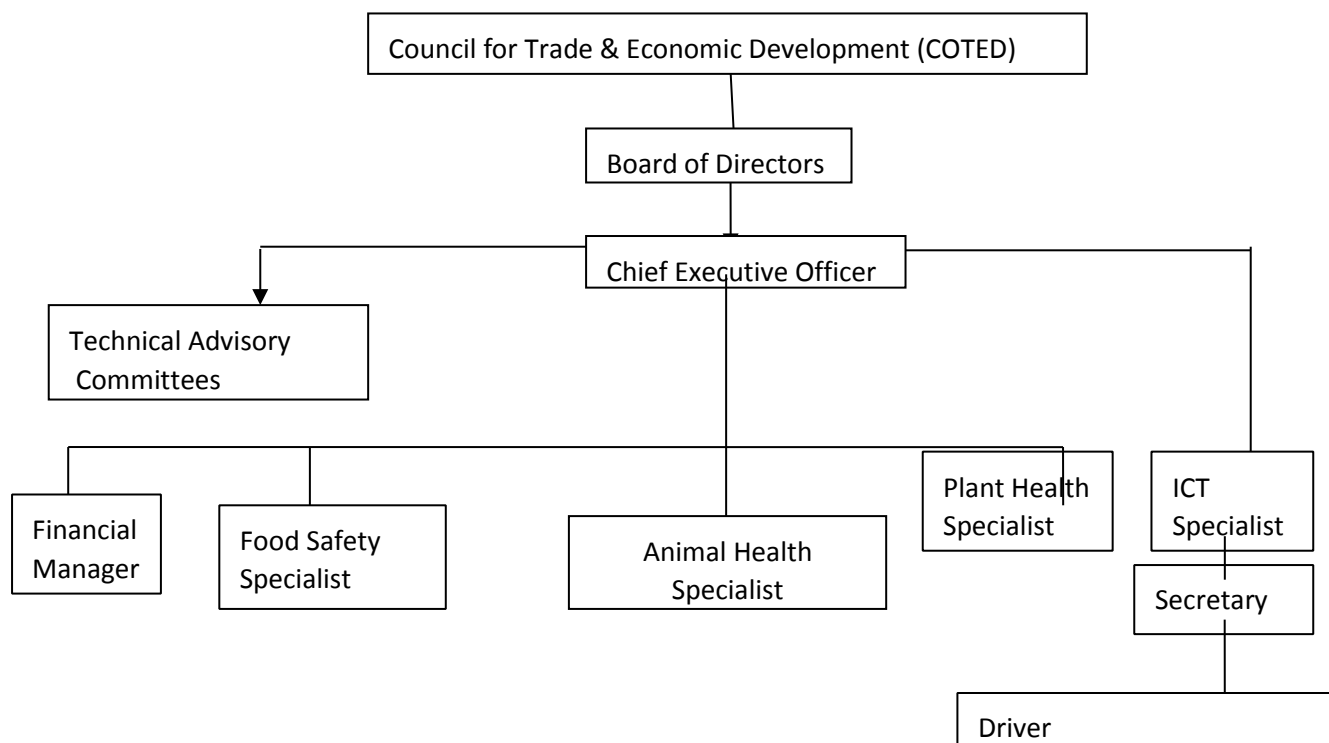 Council for Trade & Economic Development (COTED)
Board of Directors
Chief Executive Officer
Technical Advisory
Committees
Financial
Manager
Food Safety
Specialist
Animal Health
Specialist
Plant Health
Specialist
ICT
Specialist
Secretary
Driver